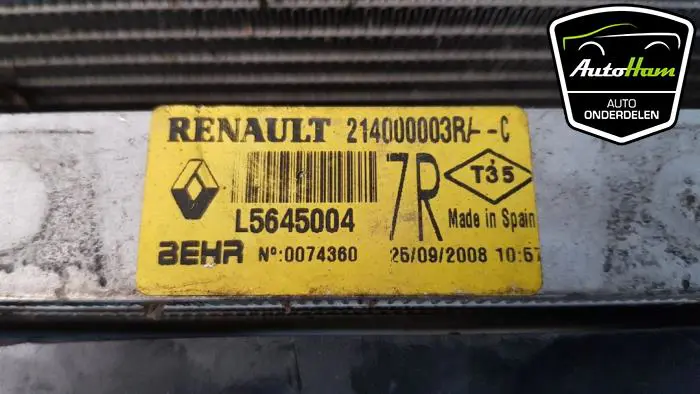 AutoHam
AUTO
ONDERDELEN
RENAULT 214000003R/--C
L5645004
7R
T35
Made in Spain
BEHR Nº:0074360 25/09/2008 10:57